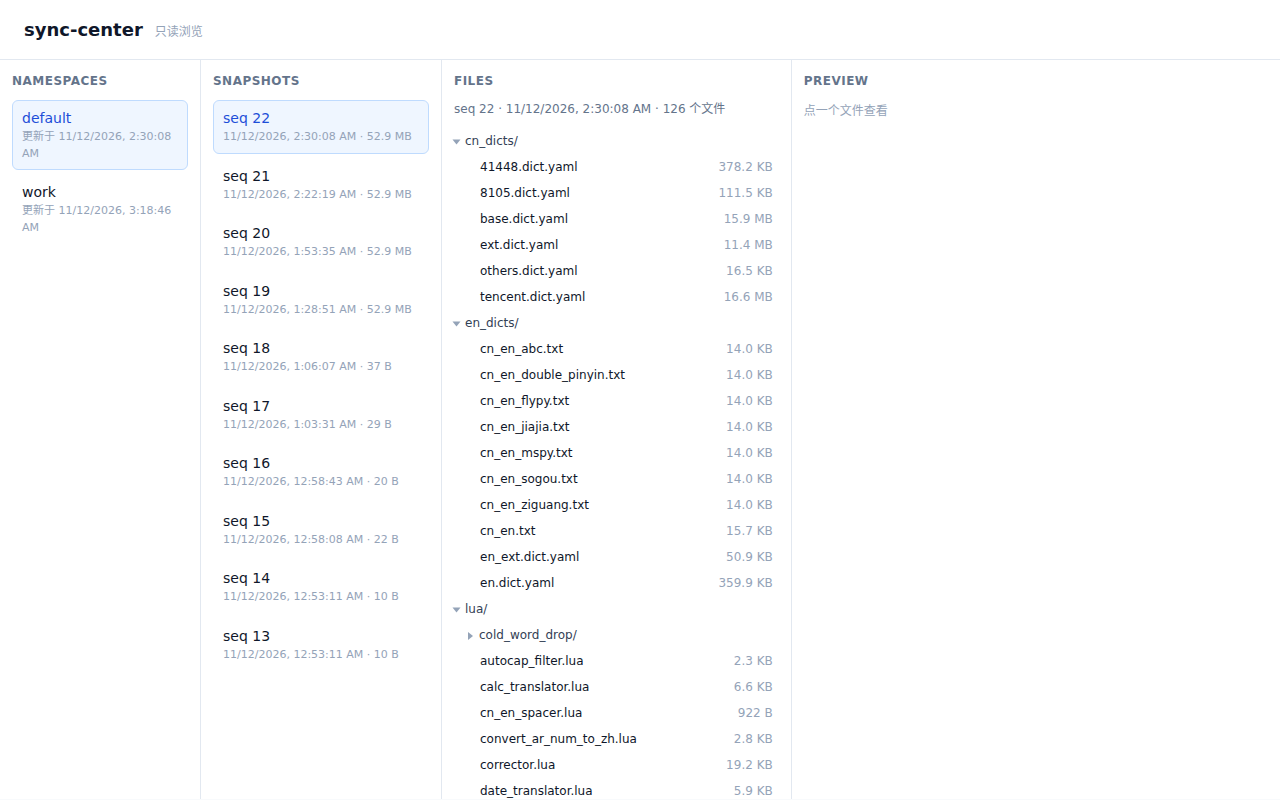 sync-center 只读浏览
NAMESPACES
default
更新于 11/12/2026, 2:30:08
AM
work
更新于 11/12/2026, 3:18:46
AM
SNAPSHOTS
seq 22
11/12/2026, 2:30:08 AM · 52.9 MB
seq 21
11/12/2026, 2:22:19 AM · 52.9 MB
seq 20
11/12/2026, 1:53:35 AM · 52.9 MB
seq 19
11/12/2026, 1:28:51 AM · 52.9 MB
seq 18
11/12/2026, 1:06:07 AM · 37 B
seq 17
11/12/2026, 1:03:31 AM · 29 B
seq 16
11/12/2026, 12:58:43 AM · 20 B
seq 15
11/12/2026, 12:58:08 AM · 22 B
seq 14
11/12/2026, 12:53:11 AM · 10 B
seq 13
11/12/2026, 12:53:11 AM · 10 B
FILES
seq 22 · 11/12/2026, 2:30:08 AM · 126 个文件
cn_dicts/
41448.dict.yaml 378.2 KB
8105.dict.yaml 111.5 KB
base.dict.yaml 15.9 MB
ext.dict.yaml 11.4 MB
others.dict.yaml 16.5 KB
tencent.dict.yaml 16.6 MB
en_dicts/
cn_en_abc.txt 14.0 KB
cn_en_double_pinyin.txt 14.0 KB
cn_en_flypy.txt 14.0 KB
cn_en_jiajia.txt 14.0 KB
cn_en_mspy.txt 14.0 KB
cn_en_sogou.txt 14.0 KB
cn_en_ziguang.txt 14.0 KB
cn_en.txt 15.7 KB
en_ext.dict.yaml 50.9 KB
en.dict.yaml 359.9 KB
lua/
cold_word_drop/
autocap_filter.lua 2.3 KB
calc_translator.lua 6.6 KB
cn_en_spacer.lua 922 B
convert_ar_num_to_zh.lua 2.8 KB
corrector.lua 19.2 KB
date_translator.lua 5.9 KB
PREVIEW
点一个文件查看